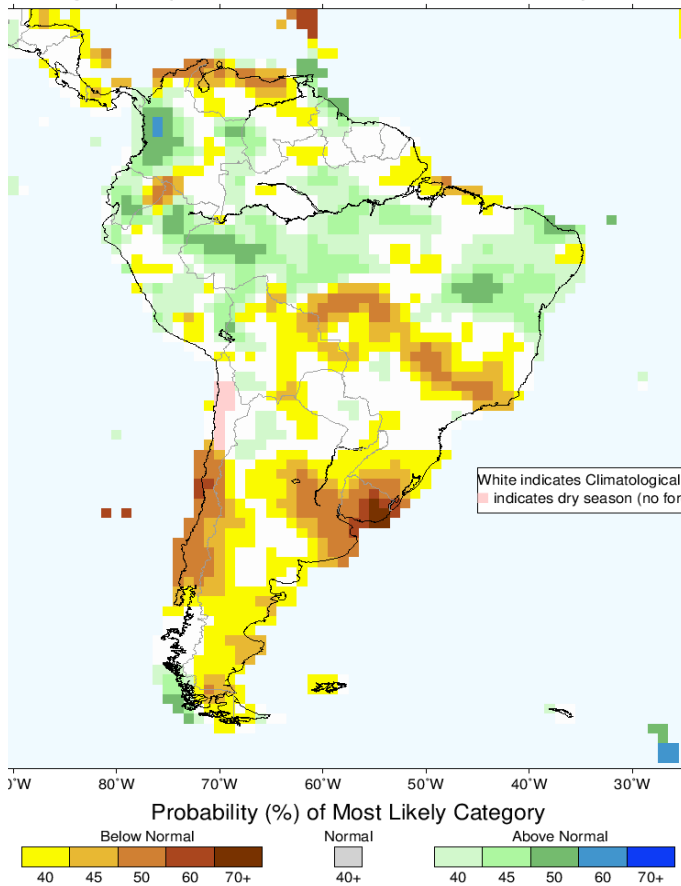 White indicates Climatological
indicates dry season (no for
0°W 80°W 70°W 60°W 50°W 40°W 30°W
Probability (%) of Most Likely Category
Below Normal Normal Above Normal
40 45 50 60 70+ 40+ 40 45 50 60 70+